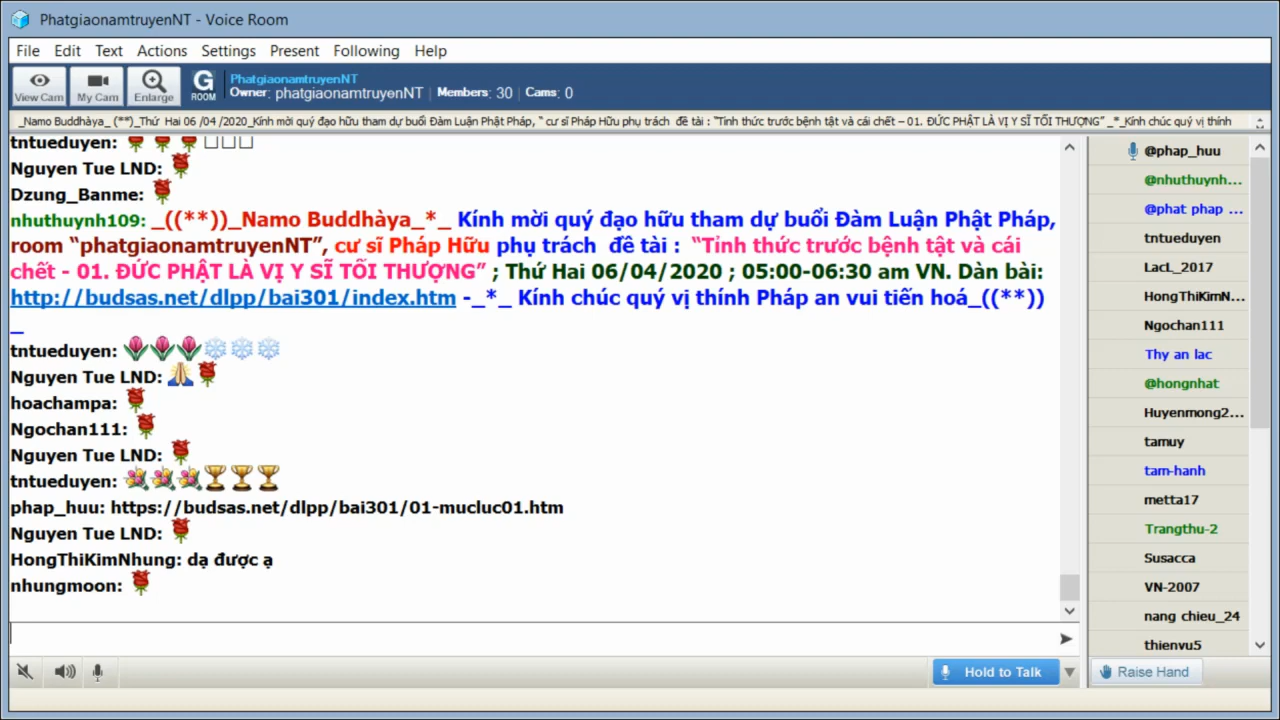 PhatgiaonamtruyenNT - Voice Room
File Edit Text Actions Settings Present Following Help
View Cam My Cam Enlarge G ROOM
PhatgiaonamtruyenNT
Owner: phatgiaonamtruyenNT | Members: 30 | Cams: 0
_Namo Buddhàya_ (**)_Thứ Hai 06 /04 /2020_Kính mời quý đạo hữu tham dự buổi Đàm Luận Phật Pháp, “ cư sĩ Pháp Hữu phụ trách đề tài : “Tỉnh thức trước bệnh tật và cái chết – 01. ĐỨC PHẬT LÀ VỊ Y SĨ TỐI THƯỢNG” _*_Kính chúc quý vị thính
tntueduyen:
Nguyen Tue LND:
Dzung_Banme:
nhuthuynh109: _((**))_Namo Buddhàya_*_ Kính mời quý đạo hữu tham dự buổi Đàm Luận Phật Pháp,
room “phatgiaonamtruyenNT”, cư sĩ Pháp Hữu phụ trách đề tài : “Tỉnh thức trước bệnh tật và cái
chết - 01. ĐỨC PHẬT LÀ VỊ Y SĨ TỐI THƯỢNG” ; Thứ Hai 06/04/2020 ; 05:00-06:30 am VN. Dàn bài:
http://budsas.net/dlpp/bai301/index.htm -_*_ Kính chúc quý vị thính Pháp an vui tiến hoá_((**))
_
tntueduyen:
Nguyen Tue LND:
hoachampa:
Ngochan111:
Nguyen Tue LND:
tntueduyen:
phap_huu: https://budsas.net/dlpp/bai301/01-mucluc01.htm
Nguyen Tue LND:
HongThiKimNhung: dạ được ạ
nhungmoon:
@phap_huu
@nhuthuynh...
@phat phap ...
tntueduyen
LacL_2017
HongThiKimN...
Ngochan111
Thy an lac
@hongnhat
Huyenmong2...
tamuy
tam-hanh
metta17
Trangthu-2
Susacca
VN-2007
nang chieu_24
thienvu5
Hold to Talk
Raise Hand